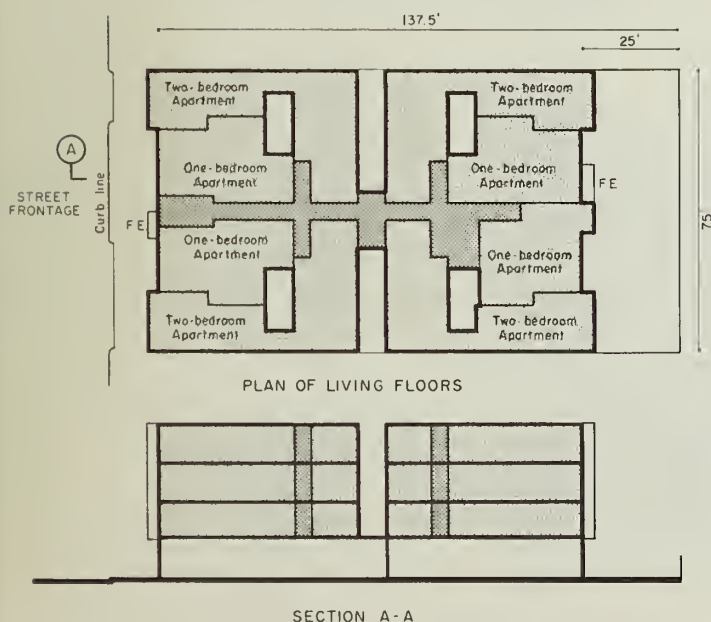 137.5'
25'
Two-bedroom
Apartment
Two-bedroom
Apartment
A
STREET
FRONTAGE
Curb line
One-bedroom
Apartment
One-bedroom
Apartment
FE
FE
75
One-bedroom
Apartment
One-bedroom
Apartment
Two-bedroom
Apartment
Two-bedroom
Apartment
PLAN OF LIVING FLOORS
SECTION A-A